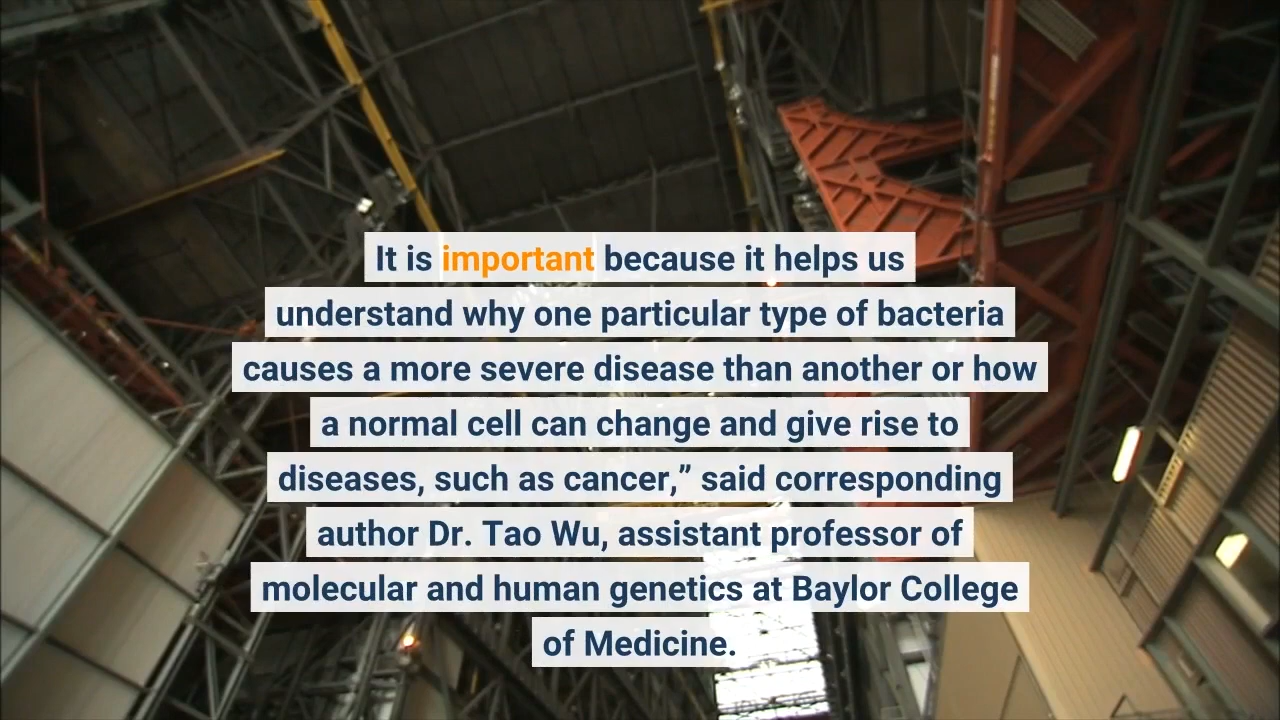 It is important because it helps us
understand why one particular type of bacteria
causes a more severe disease than another or how
a normal cell can change and give rise to
diseases, such as cancer,” said corresponding
author Dr. Tao Wu, assistant professor of
molecular and human genetics at Baylor College
of Medicine.